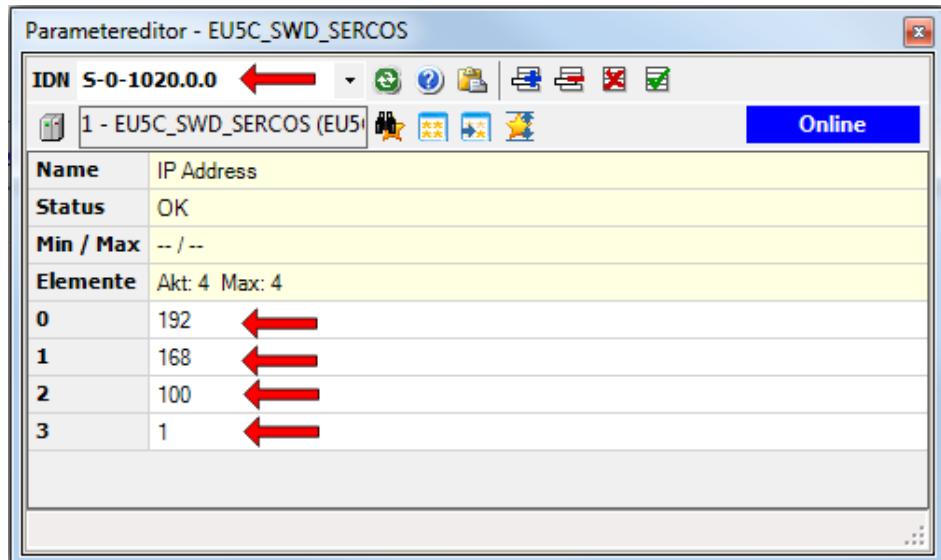 Parametereditor - EU5C_SWD_SERCOS
IDN S-0-1020.0.0
1 - EU5C_SWD_SERCOS (EU5
Online
Name IP Address
Status OK
Min / Max -- / --
Elemente Akt: 4 Max: 4
0 192
1 168
2 100
3 1